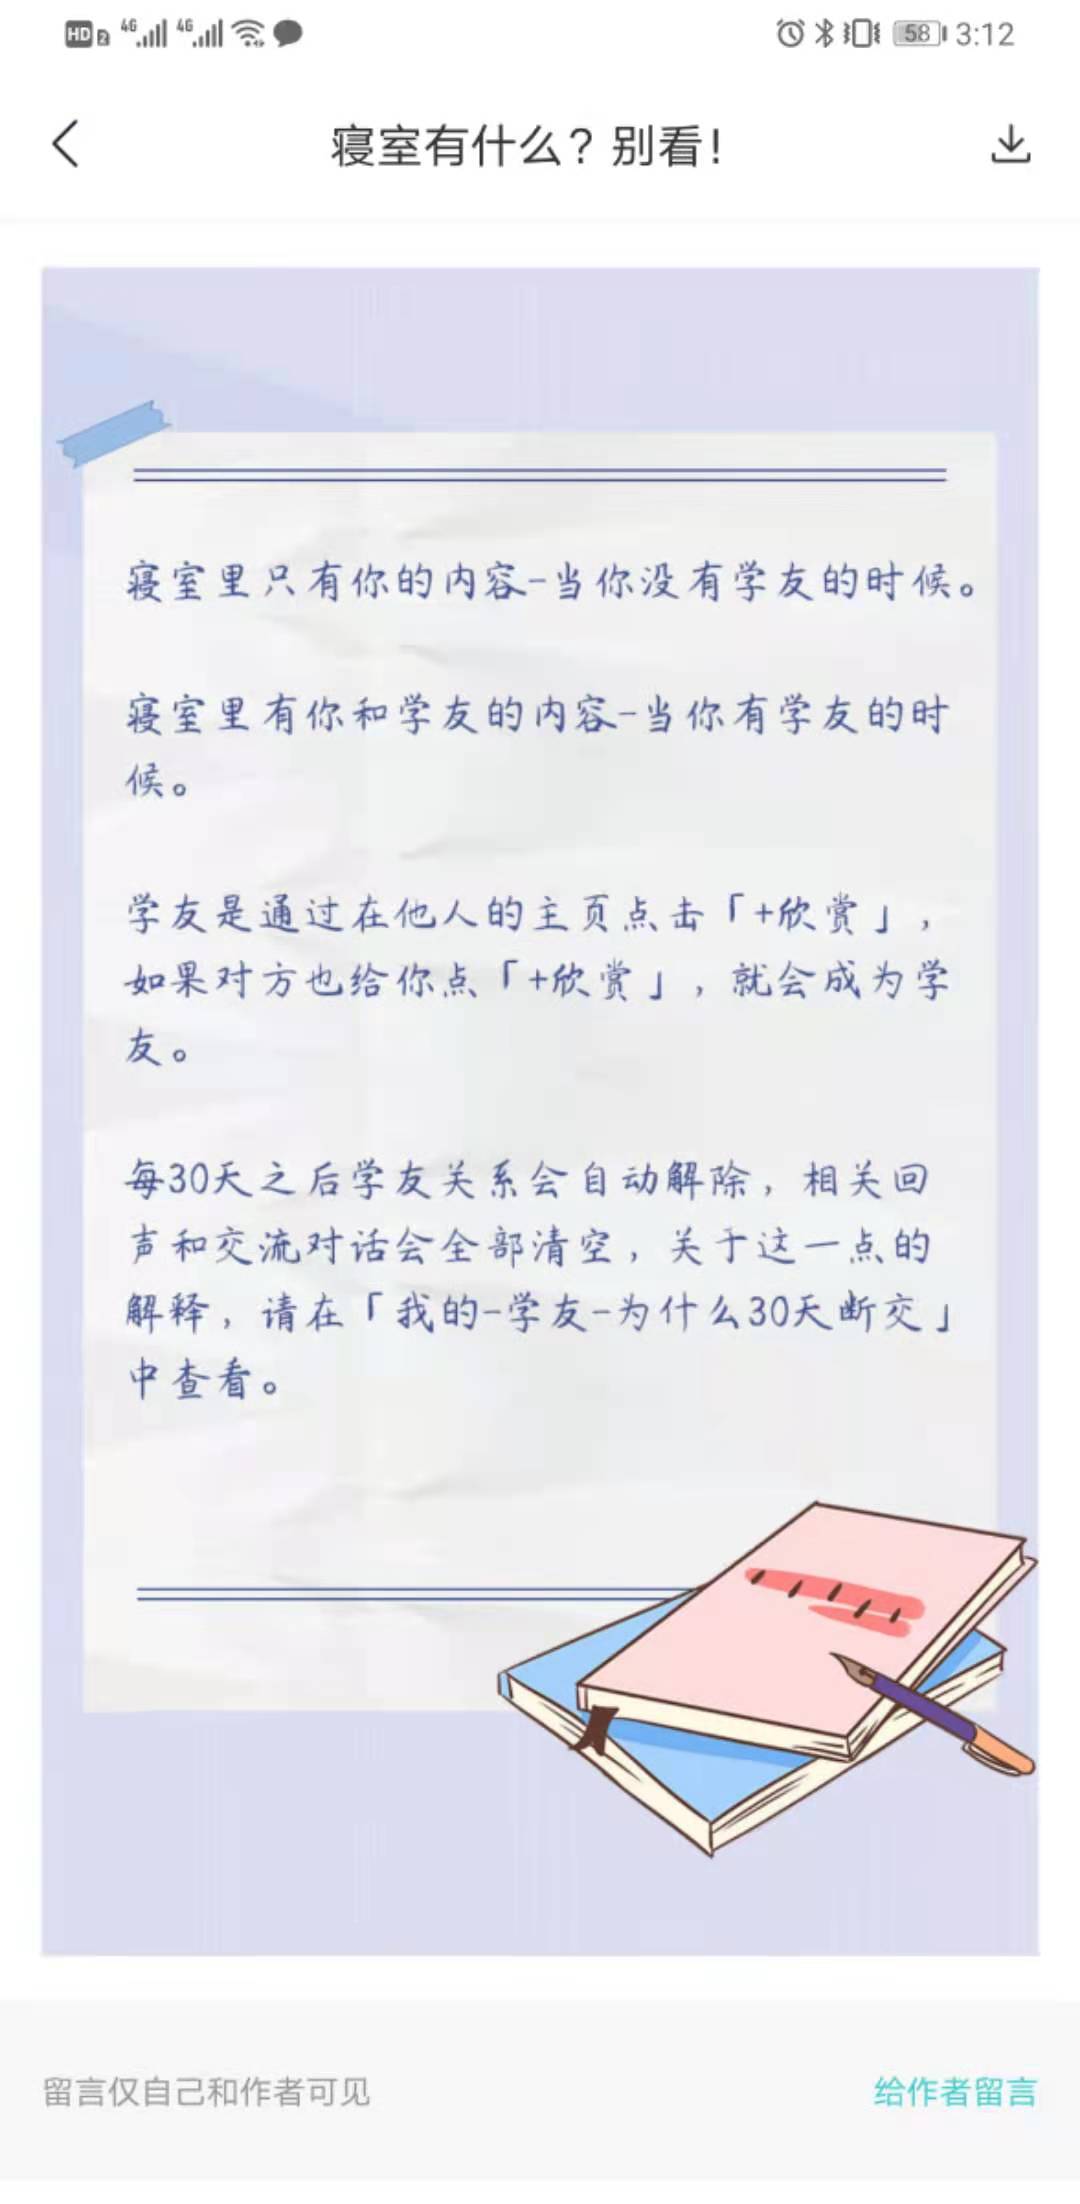 HD 2 4G 4G 58 3:12
寝室有什么？别看！
寝室里只有你的内容-当你没有学友的时候。
寝室里有你和学友的内容-当你有学友的时
候。
学友是通过在他人的主页点击「+欣赏」，
如果对方也给你点「+欣赏」，就会成为学
友。
每30天之后学友关系会自动解除，相关回
声和交流对话会全部清空，关于这一点的
解释，请在「我的-学友-为什么30天断交」
中查看。
留言仅自己和作者可见 给作者留言